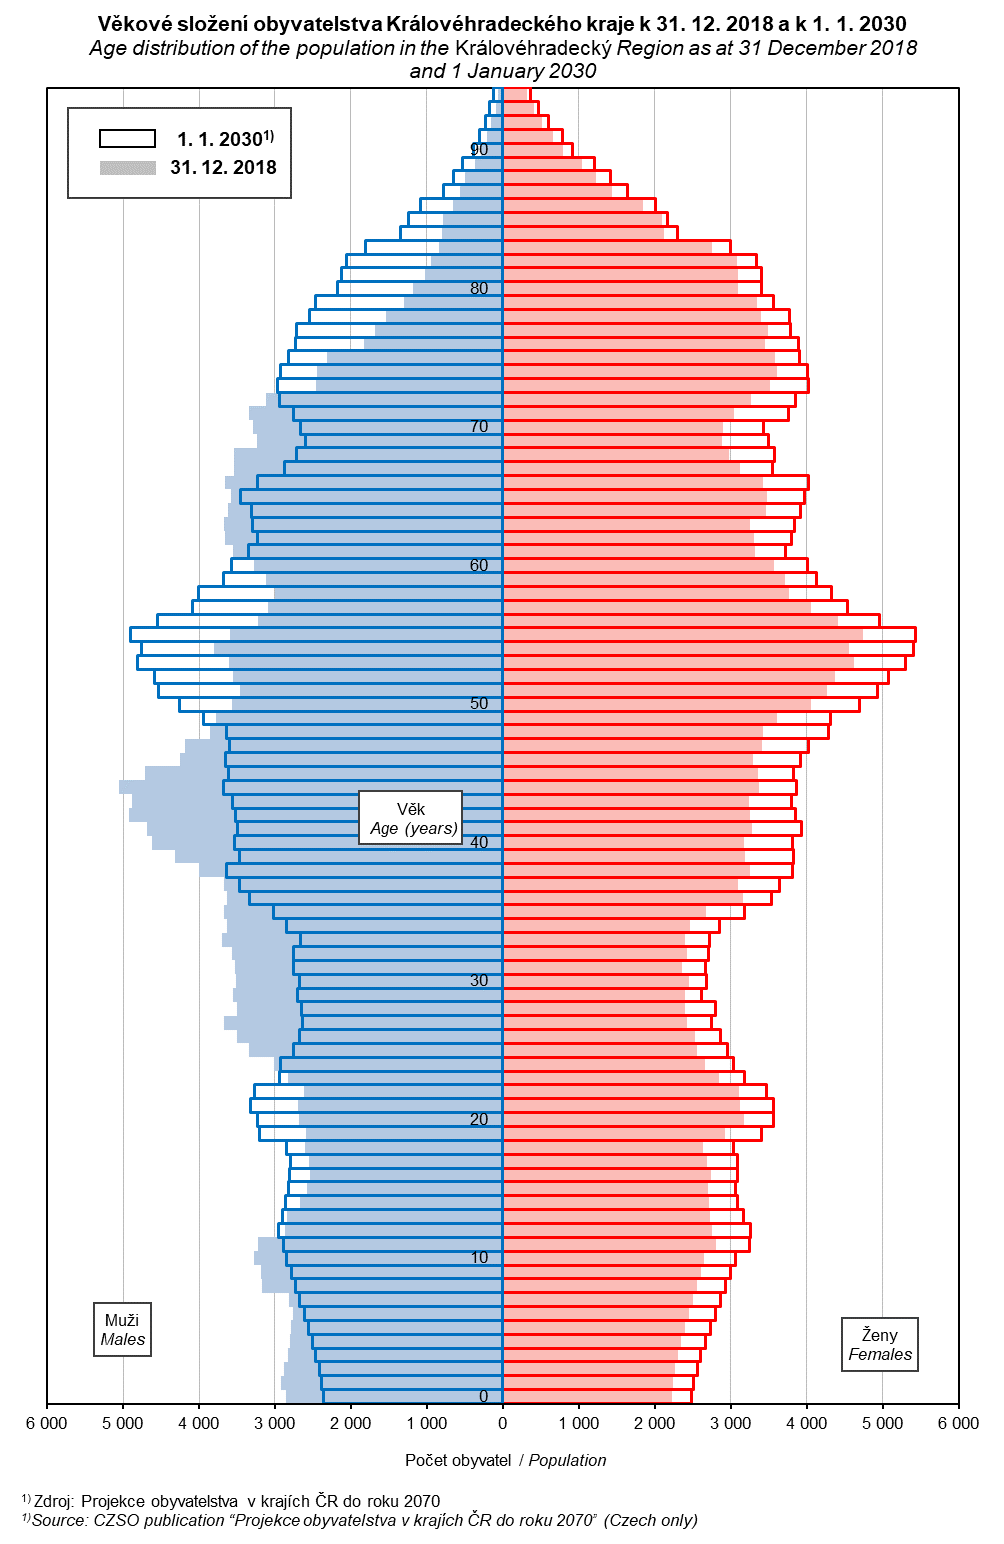 Věkové složení obyvatelstva Královéhradeckého kraje k 31. 12. 2018 a k 1. 1. 2030
Age distribution of the population in the Královéhradecký Region as at 31 December 2018
and 1 January 2030
1. 1. 2030¹⁾
31. 12. 2018
90
80
70
60
50
Věk
Age (years)
40
30
20
10
Muži
Males
Ženy
Females
0
6 000 5 000 4 000 3 000 2 000 1 000 0 1 000 2 000 3 000 4 000 5 000 6 000
Počet obyvatel / Population
¹⁾ Zdroj: Projekce obyvatelstva v krajích ČR do roku 2070
¹⁾Source: CZSO publication “Projekce obyvatelstva v krajích ČR do roku 2070” (Czech only)